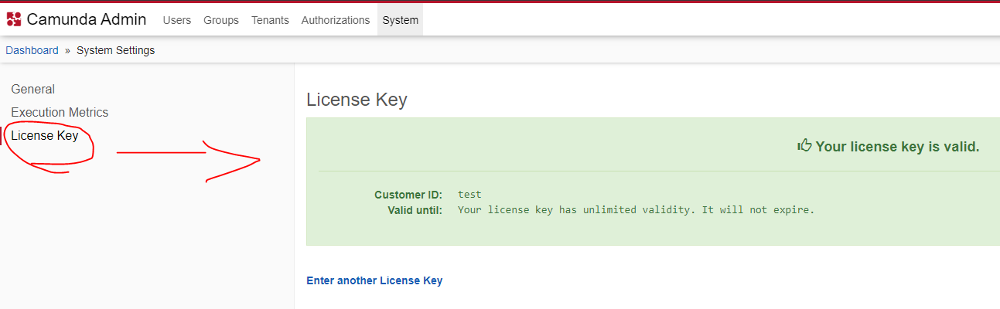 Camunda Admin Users Groups Tenants Authorizations System
Dashboard » System Settings
General
Execution Metrics
License Key
License Key
Your license key is valid.
Customer ID: test
Valid until: Your license key has unlimited validity. It will not expire.
Enter another License Key